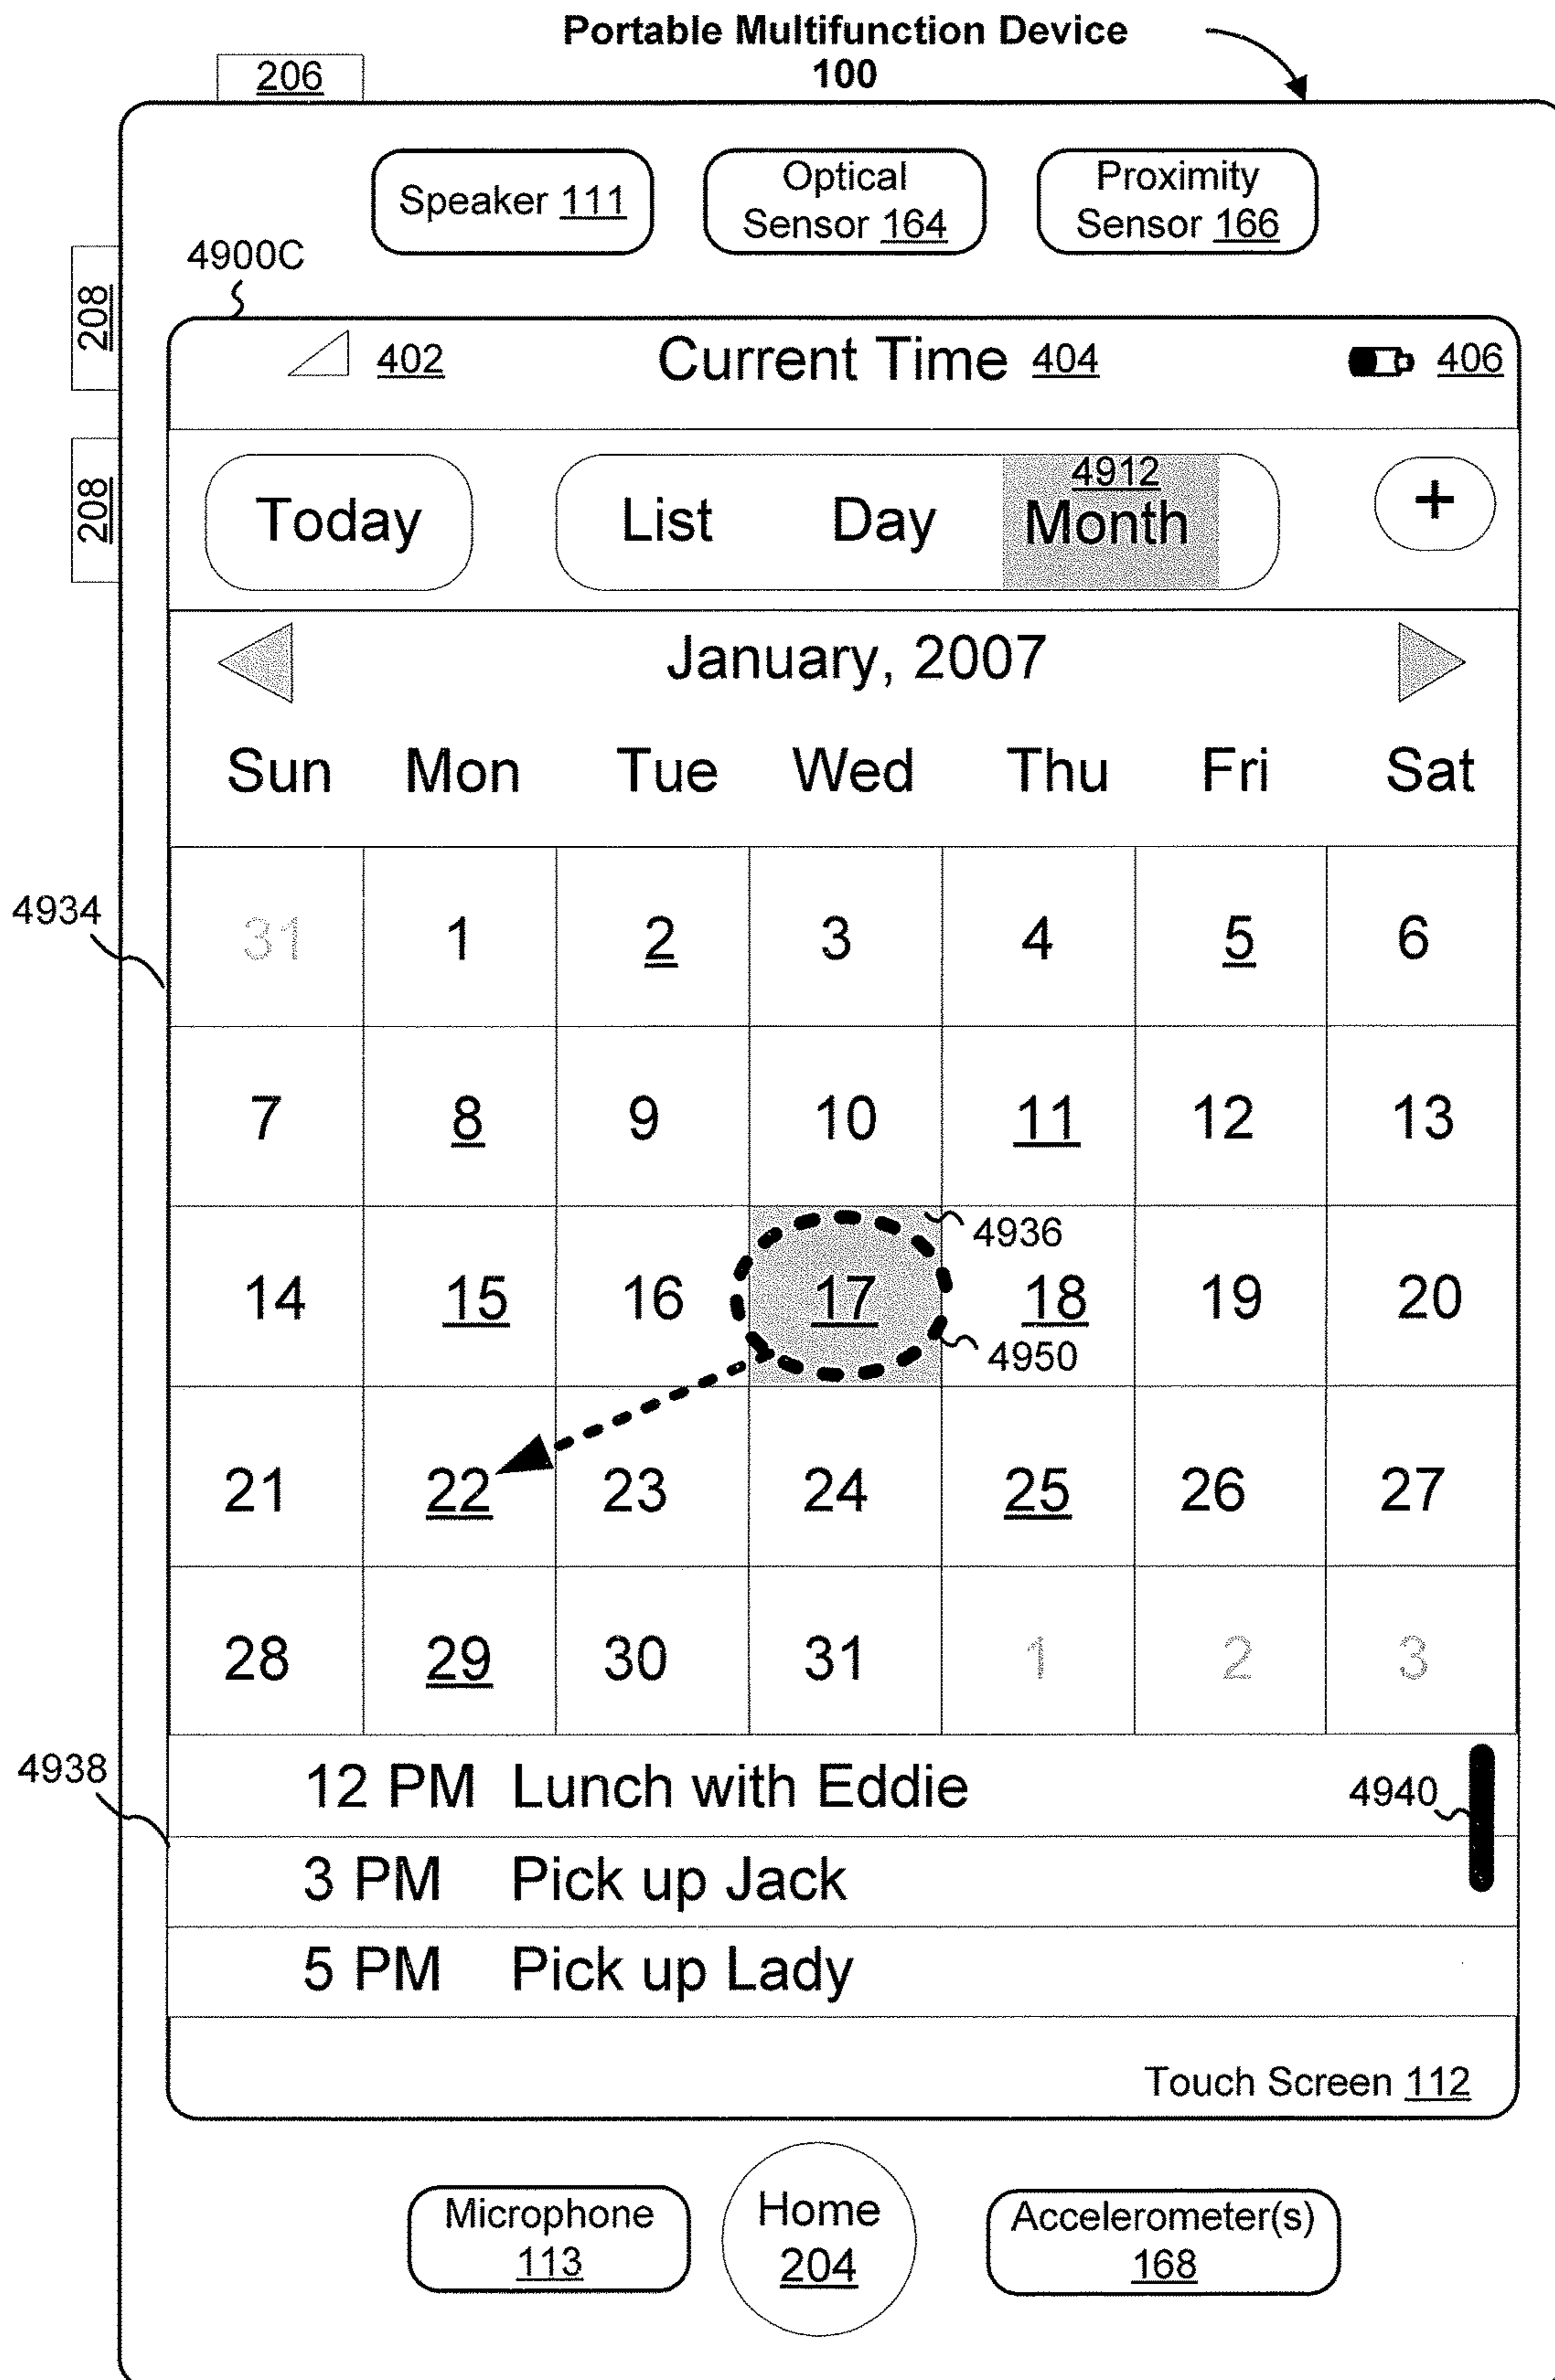 Portable Multifunction Device
100
206
Speaker 111
Optical
Sensor 164
Proximity
Sensor 166
4900C
208
402
Current Time 404
406
208
Today
List
Day
4912
Month
+
January, 2007
Sun Mon Tue Wed Thu Fri Sat
4934
31 1 2 3 4 5 6
7 8 9 10 11 12 13
4936
14 15 16 17 18 19 20
4950
21 22 23 24 25 26 27
28 29 30 31 1 2 3
4938
12 PM Lunch with Eddie
4940
3 PM Pick up Jack
5 PM Pick up Lady
Touch Screen 112
Microphone
113
Home
204
Accelerometer(s)
168